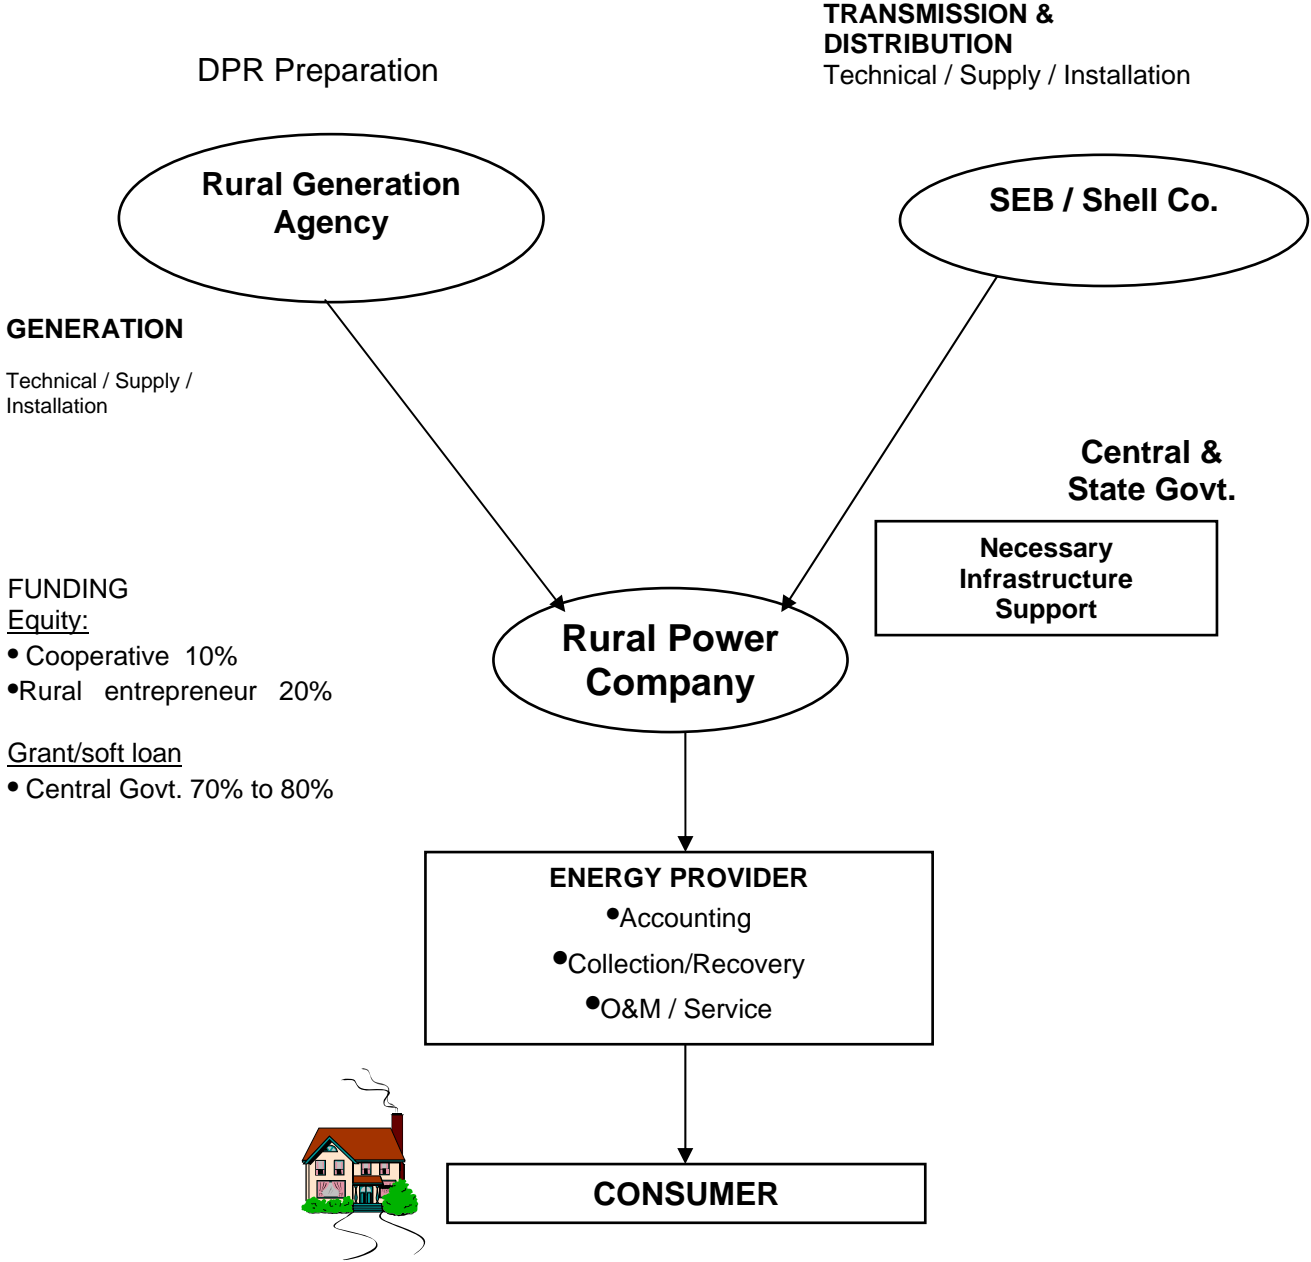 TRANSMISSION &
DISTRIBUTION
Technical / Supply / Installation
DPR Preparation
Rural Generation
Agency
SEB / Shell Co.
GENERATION
Technical / Supply /
Installation
Central &
State Govt.
Necessary
Infrastructure
Support
FUNDING
Equity:
• Cooperative 10%
•Rural entrepreneur 20%
Grant/soft loan
• Central Govt. 70% to 80%
Rural Power
Company
ENERGY PROVIDER
•Accounting
•Collection/Recovery
•O&M / Service
CONSUMER